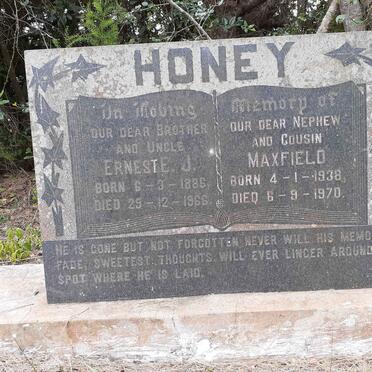 HONEY
In Loving
OUR DEAR BROTHER
AND UNCLE
ERNESTE. J.
BORN 6-3-1886,
DIED 25-12-1966.
Memory of
OUR DEAR NEPHEW
AND COUSIN
MAXFIELD
BORN 4-1-1938,
DIED 6-9-1970.
HE IS GONE BUT NOT FORGOTTEN NEVER WILL HIS MEMO
FADE, SWEETEST THOUGHTS WILL EVER LINGER AROUND
SPOT WHERE HE IS LAID.